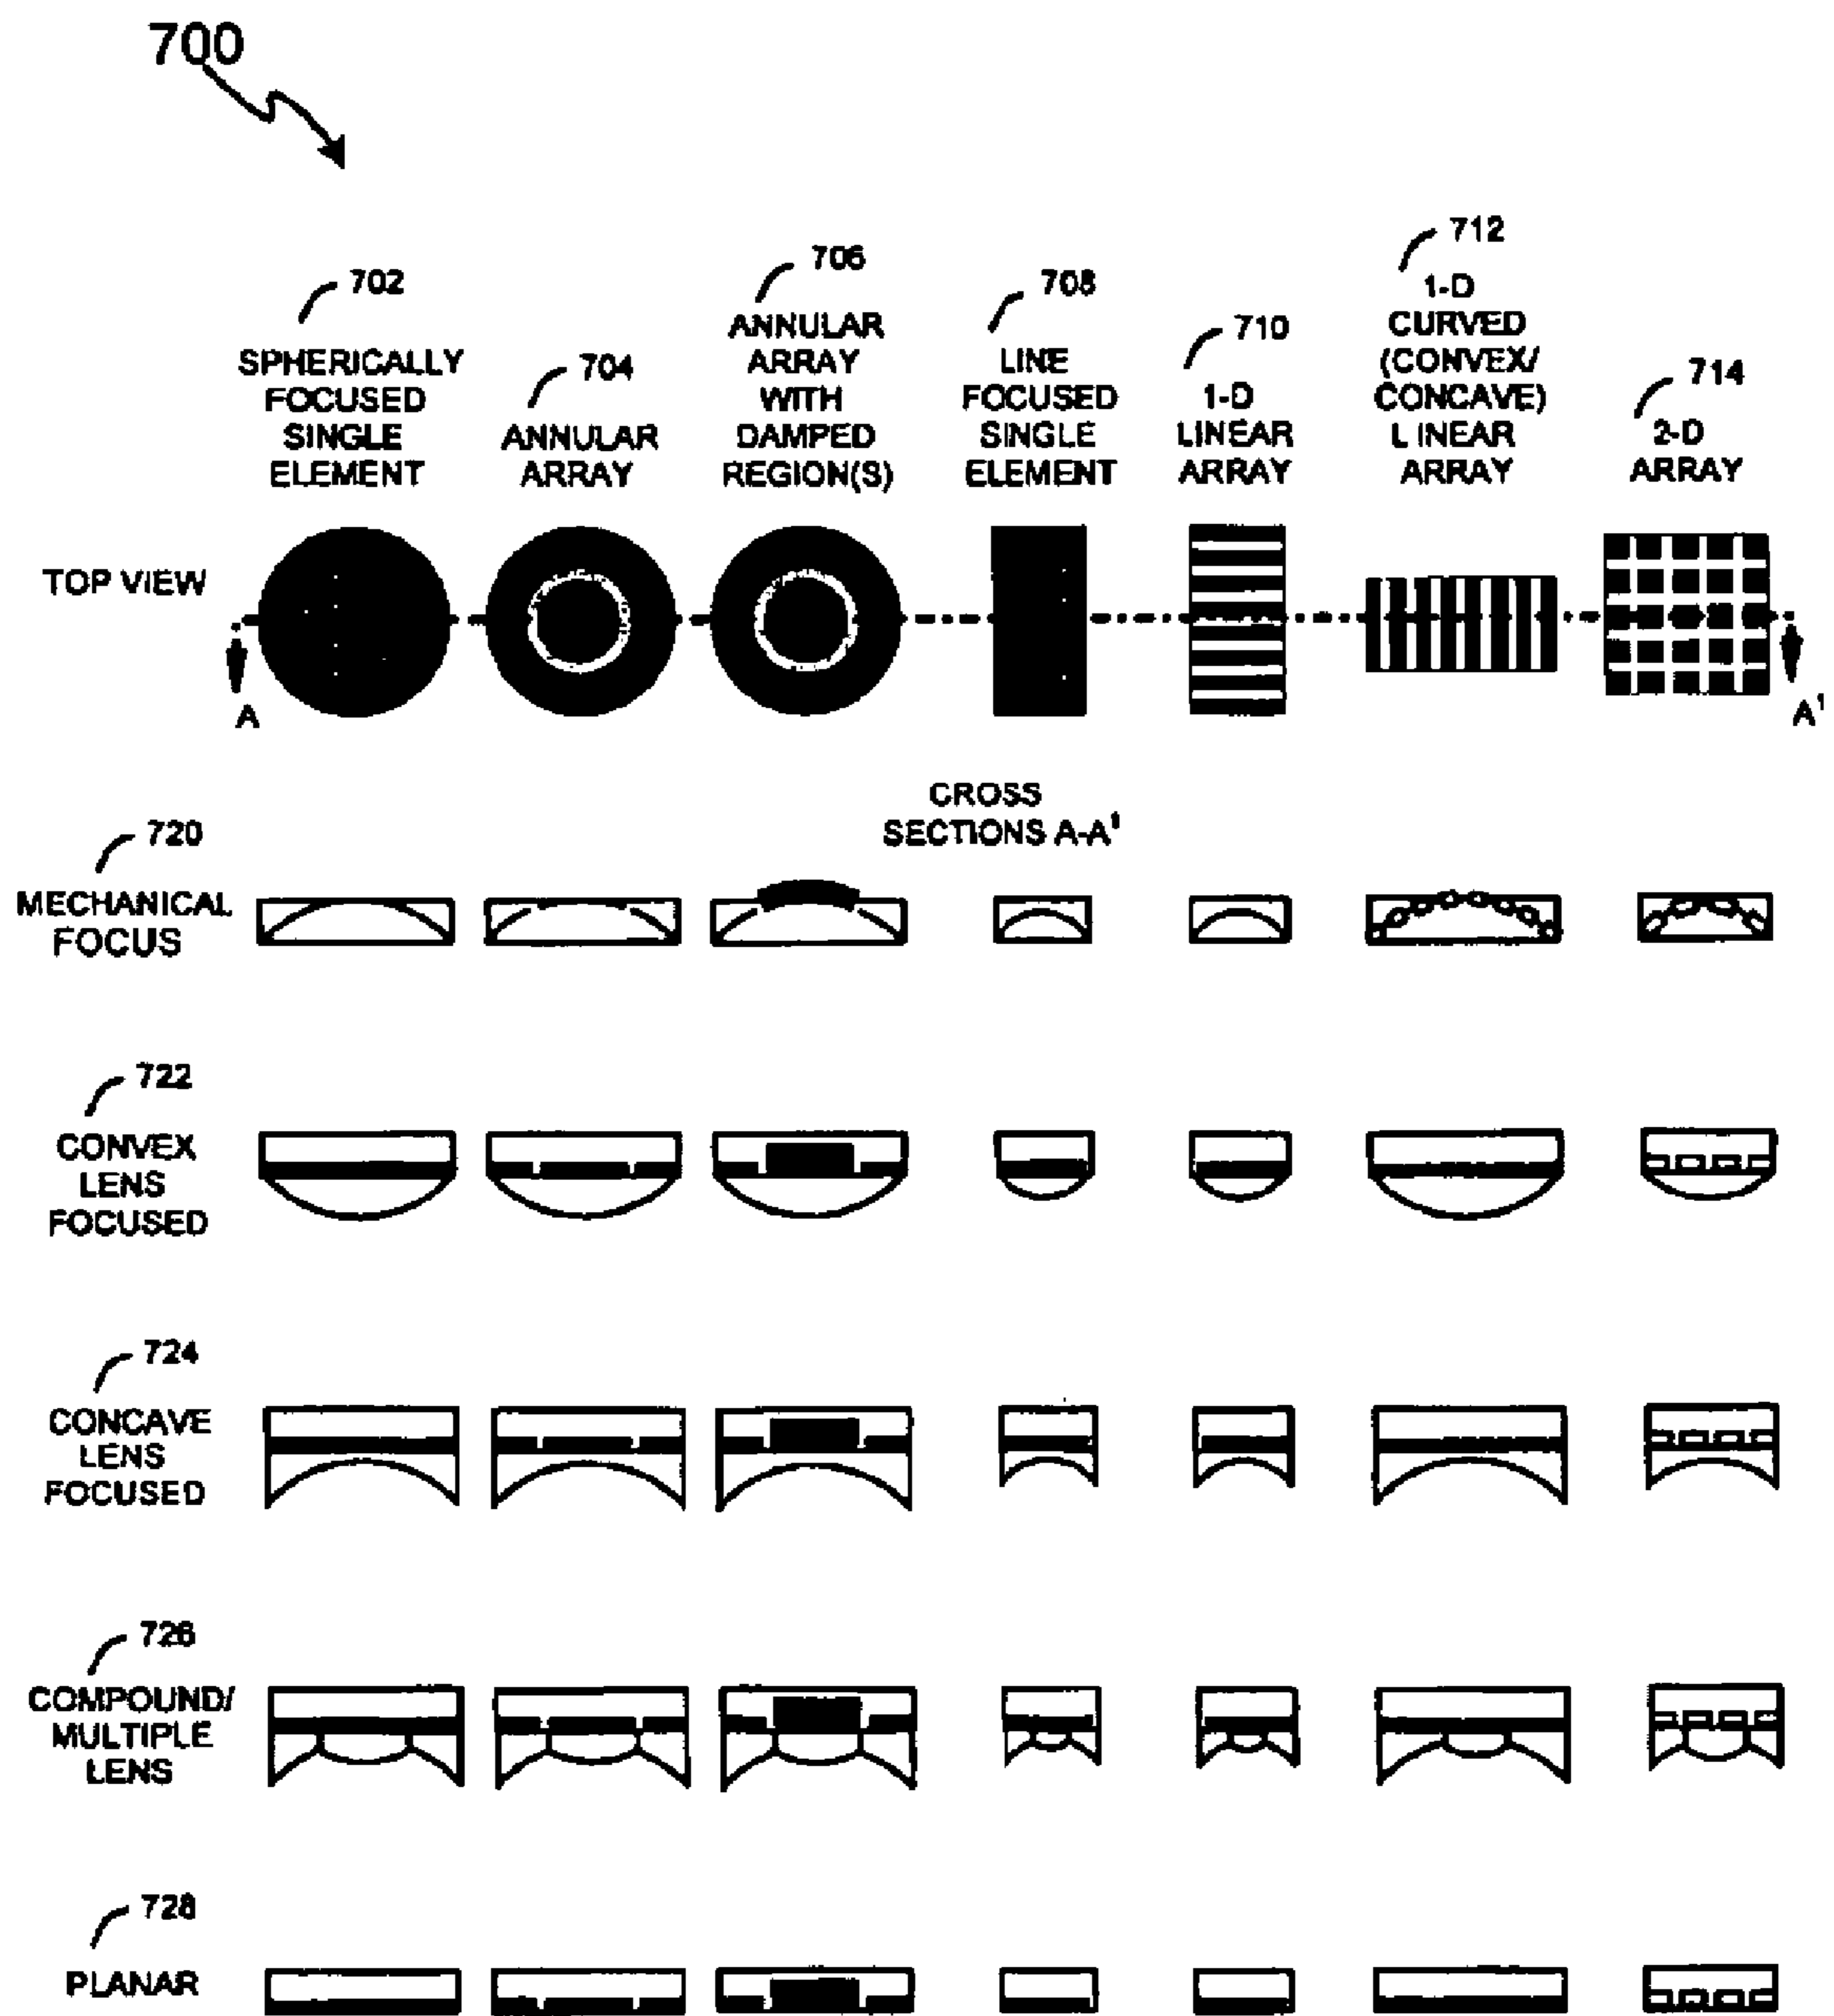 700
702
SPHERICALLY
FOCUSED
SINGLE
ELEMENT
704
ANNULAR
ARRAY
706
ANNULAR
ARRAY
WITH
DAMPED
REGION(S)
708
LINE
FOCUSED
SINGLE
ELEMENT
710
1-D
LINEAR
ARRAY
712
1-D
CURVED
(CONVEX/
CONCAVE)
LINEAR
ARRAY
714
2-D
ARRAY
TOP VIEW
A
A'
CROSS
SECTIONS A-A'
720
MECHANICAL
FOCUS
722
CONVEX
LENS
FOCUSED
724
CONCAVE
LENS
FOCUSED
726
COMPOUND/
MULTIPLE
LENS
728
PLANAR